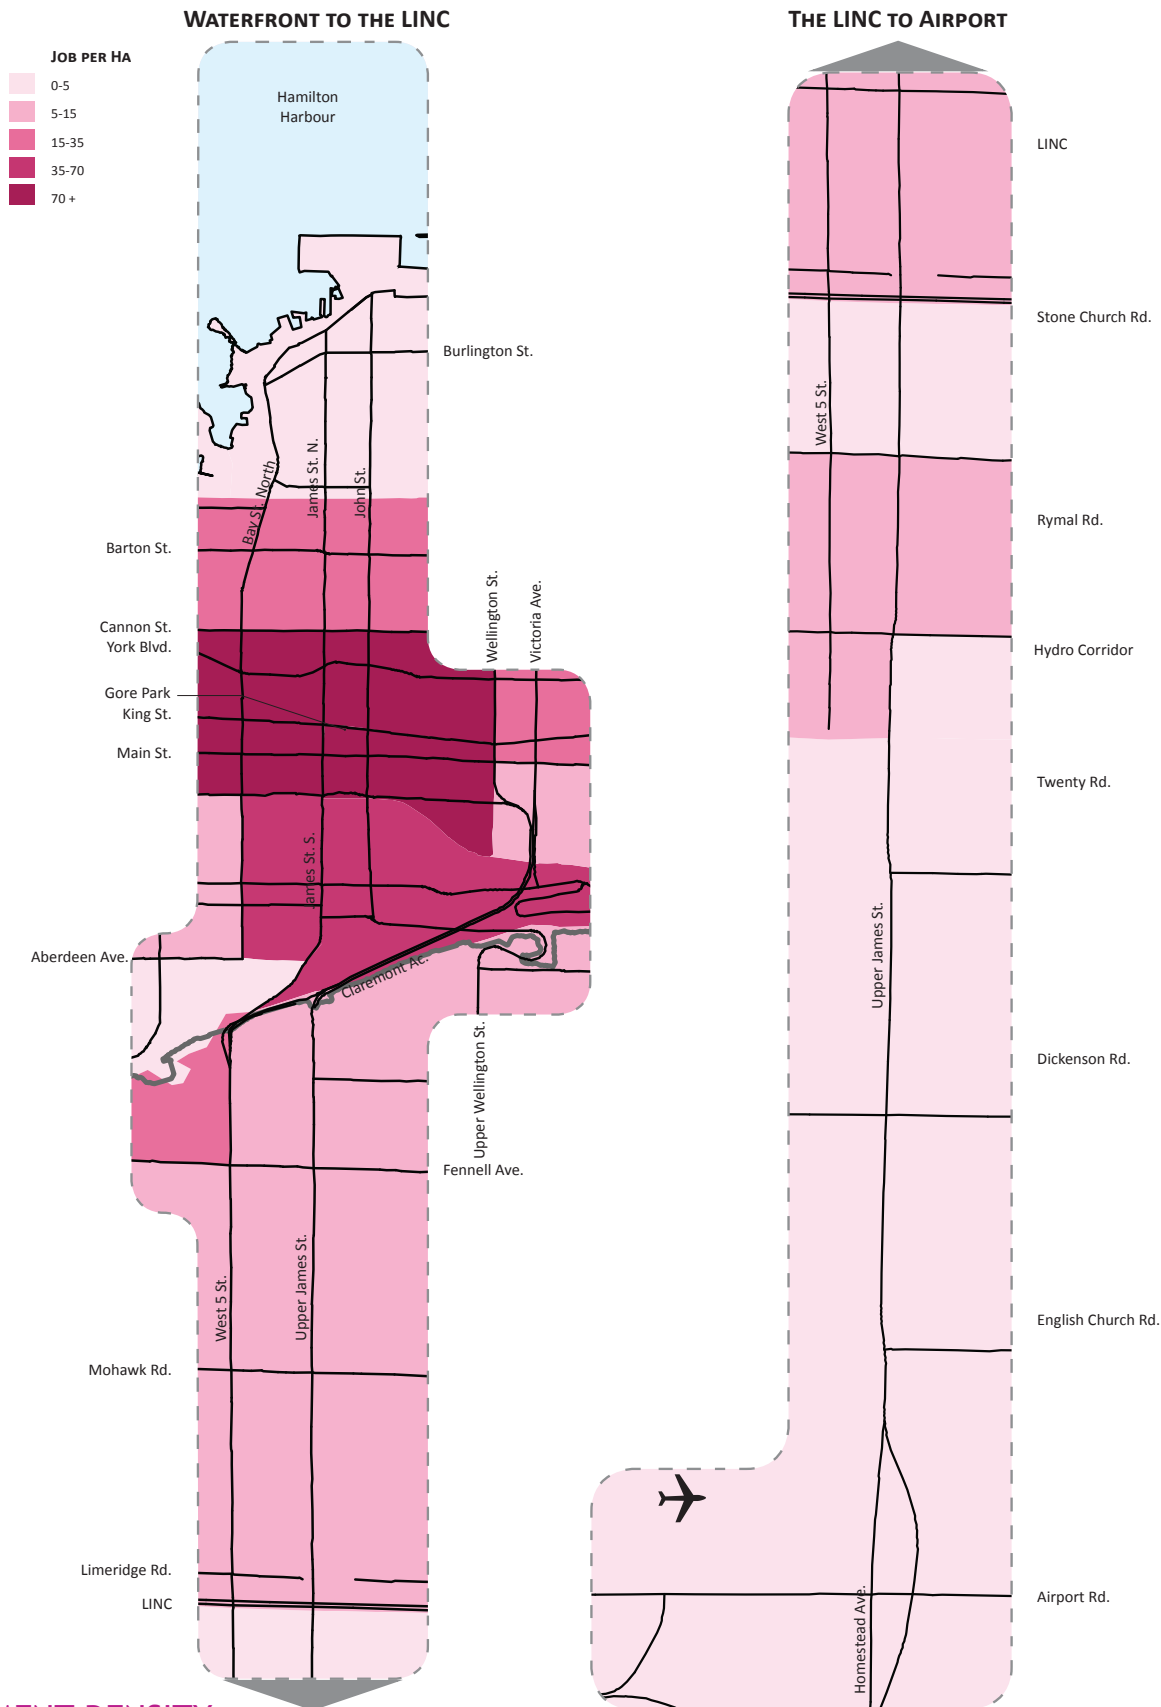 WATERFRONT TO THE LINC
THE LINC TO AIRPORT
JOB PER HA
0-5
5-15
15-35
35-70
70 +
Hamilton
Harbour
LINC
Stone Church Rd.
Burlington St.
West 5 St.
Bay St. North
James St. N.
John St.
Rymal Rd.
Barton St.
Wellington St.
Victoria Ave.
Cannon St.
York Blvd.
Hydro Corridor
Gore Park
King St.
Main St.
Twenty Rd.
James St. S.
Upper James St.
Aberdeen Ave.
Claremont Ac.
Upper Wellington St.
Dickenson Rd.
Fennell Ave.
West 5 St.
Upper James St.
English Church Rd.
Mohawk Rd.
Limeridge Rd.
LINC
Homestead Ave.
Airport Rd.
DENSITY